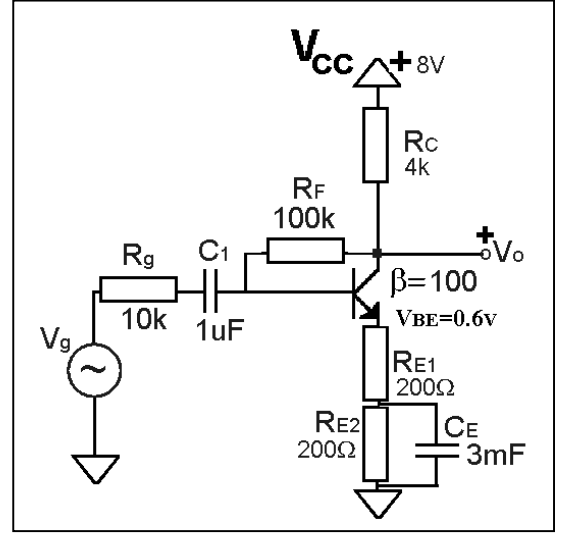 VCC + 8V
RC
4k
RF
100k
Rg
10k
C1
1uF
+
Vo
β=100
VBE=0.6V
Vg
~
RE1
200Ω
RE2
200Ω
CE
3mF